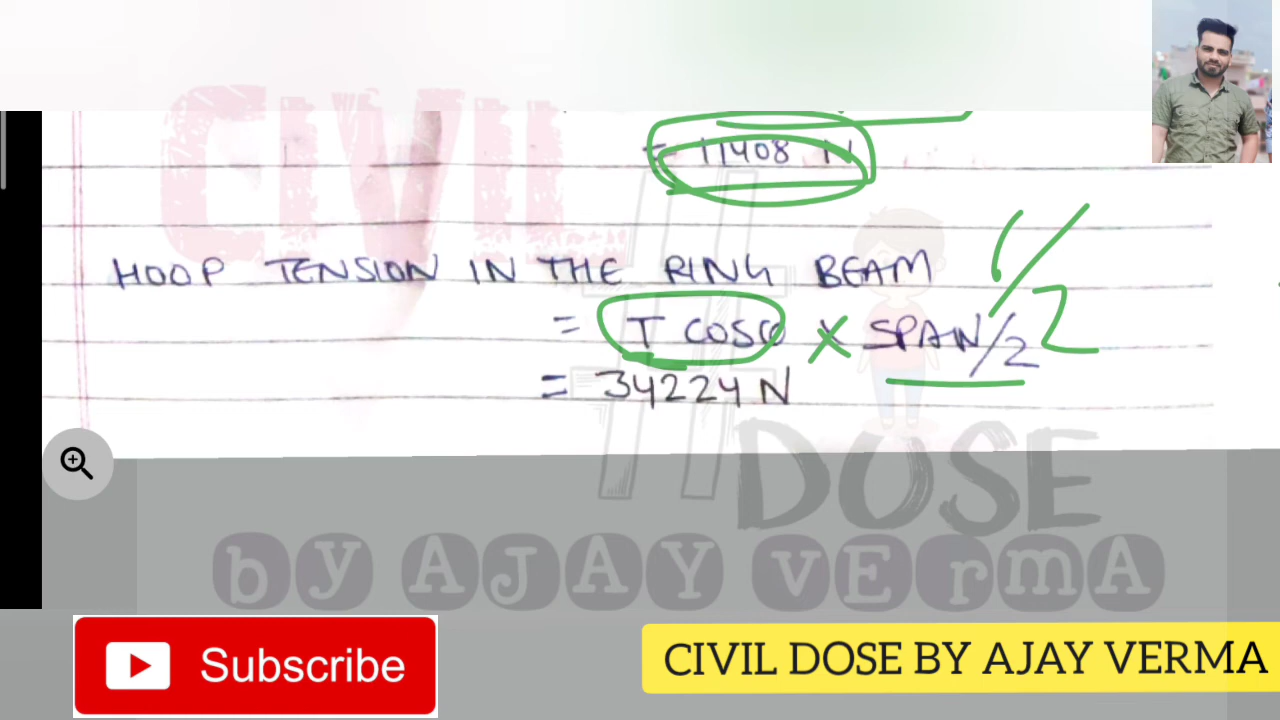 CIVIL
= 11408 N
HOOP TENSION IN THE RING BEAM 1/2
= T COSΘ × SPAN/2
= 34224 N
DOSE
by AJAY vErmA
Subscribe
CIVIL DOSE BY AJAY VERMA